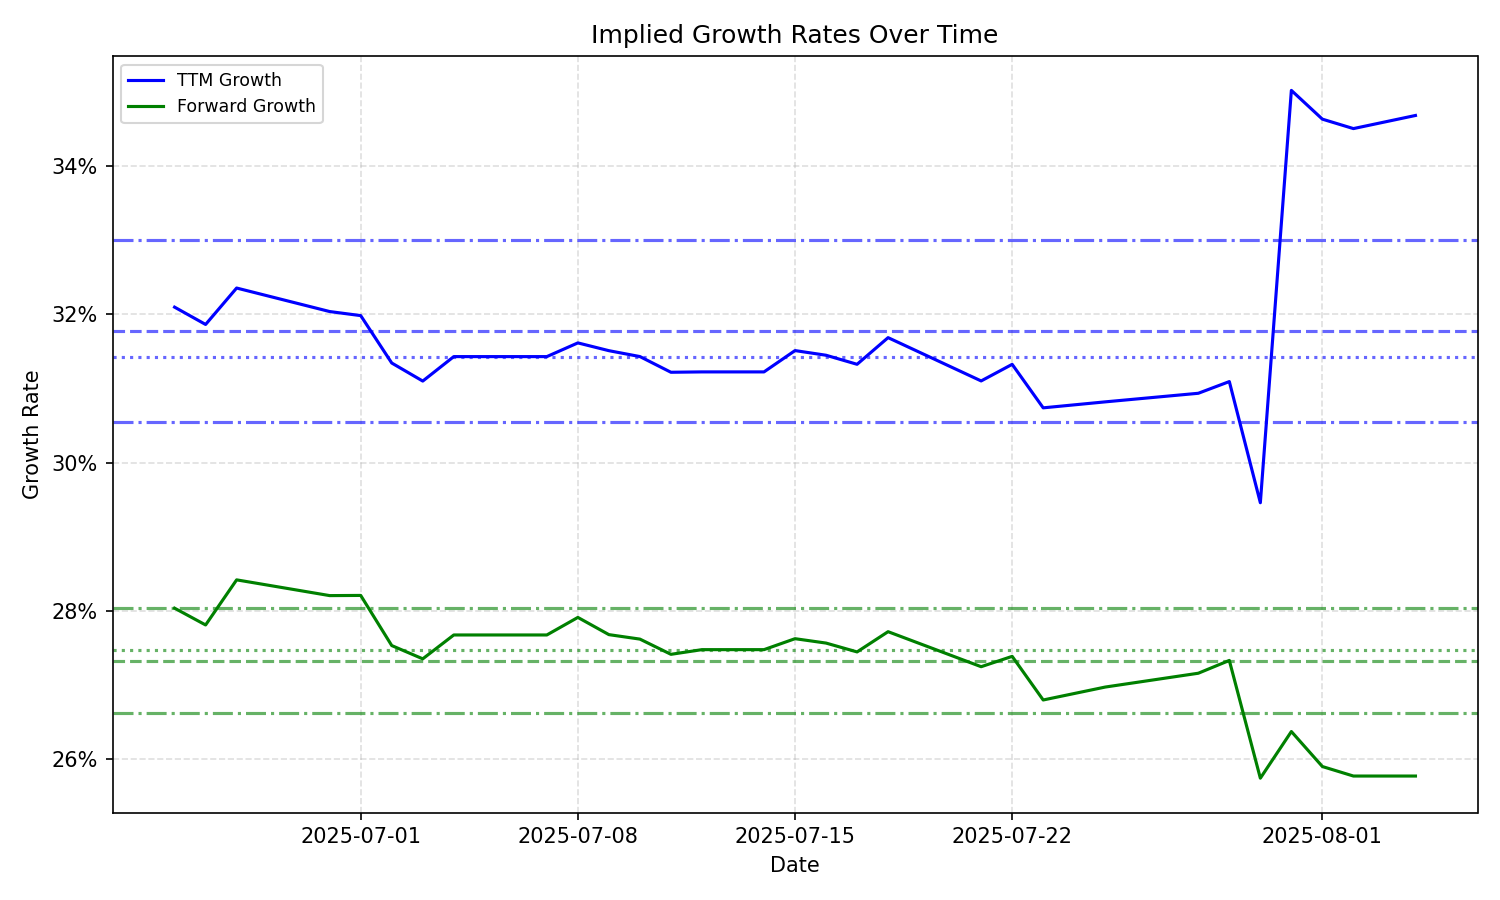 Implied Growth Rates Over Time
TTM Growth
Forward Growth
34%
32%
30%
28%
26%
Growth Rate
2025-07-01
2025-07-08
2025-07-15
2025-07-22
2025-08-01
Date